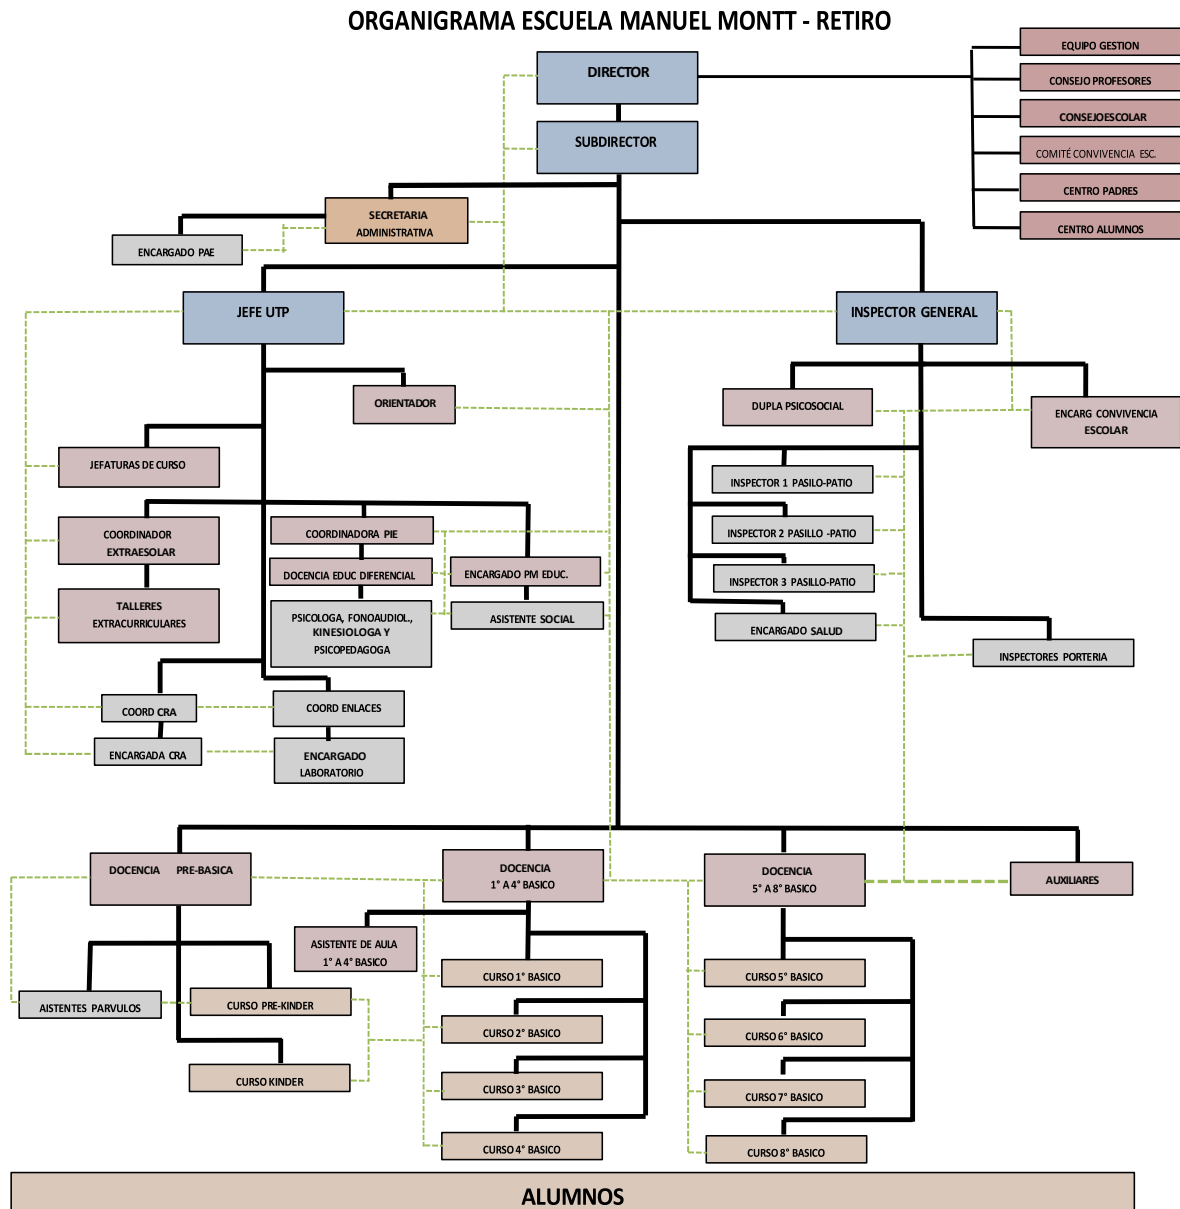 ORGANIGRAMA ESCUELA MANUEL MONTT - RETIRO
EQUIPO GESTION
DIRECTOR
CONSEJO PROFESORES
CONSEJOESCOLAR
SUBDIRECTOR
COMITÉ CONVIVENCIA ESC.
CENTRO PADRES
SECRETARIA
ADMINISTRATIVA
CENTRO ALUMNOS
ENCARGADO PAE
JEFE UTP
INSPECTOR GENERAL
ORIENTADOR
DUPLA PSICOSOCIAL
ENCARG CONVIVENCIA
ESCOLAR
JEFATURAS DE CURSO
INSPECTOR 1 PASILO-PATIO
COORDINADOR
EXTRAESOLAR
COORDINADORA PIE
INSPECTOR 2 PASILLO -PATIO
DOCENCIA EDUC DIFERENCIAL
ENCARGADO PM EDUC.
INSPECTOR 3 PASILLO-PATIO
TALLERES
EXTRACURRICULARES
PSICOLOGA, FONOAUDIOL.,
KINESIOLOGA Y
PSICOPEDAGOGA
ASISTENTE SOCIAL
ENCARGADO SALUD
INSPECTORES PORTERIA
COORD CRA
COORD ENLACES
ENCARGADA CRA
ENCARGADO
LABORATORIO
DOCENCIA PRE-BASICA
DOCENCIA
1° A 4° BASICO
DOCENCIA
5° A 8° BASICO
AUXILIARES
ASISTENTE DE AULA
1° A 4° BASICO
CURSO 1° BASICO
CURSO 5° BASICO
AISTENTES PARVULOS
CURSO PRE-KINDER
CURSO 2° BASICO
CURSO 6° BASICO
CURSO KINDER
CURSO 3° BASICO
CURSO 7° BASICO
CURSO 4° BASICO
CURSO 8° BASICO
ALUMNOS